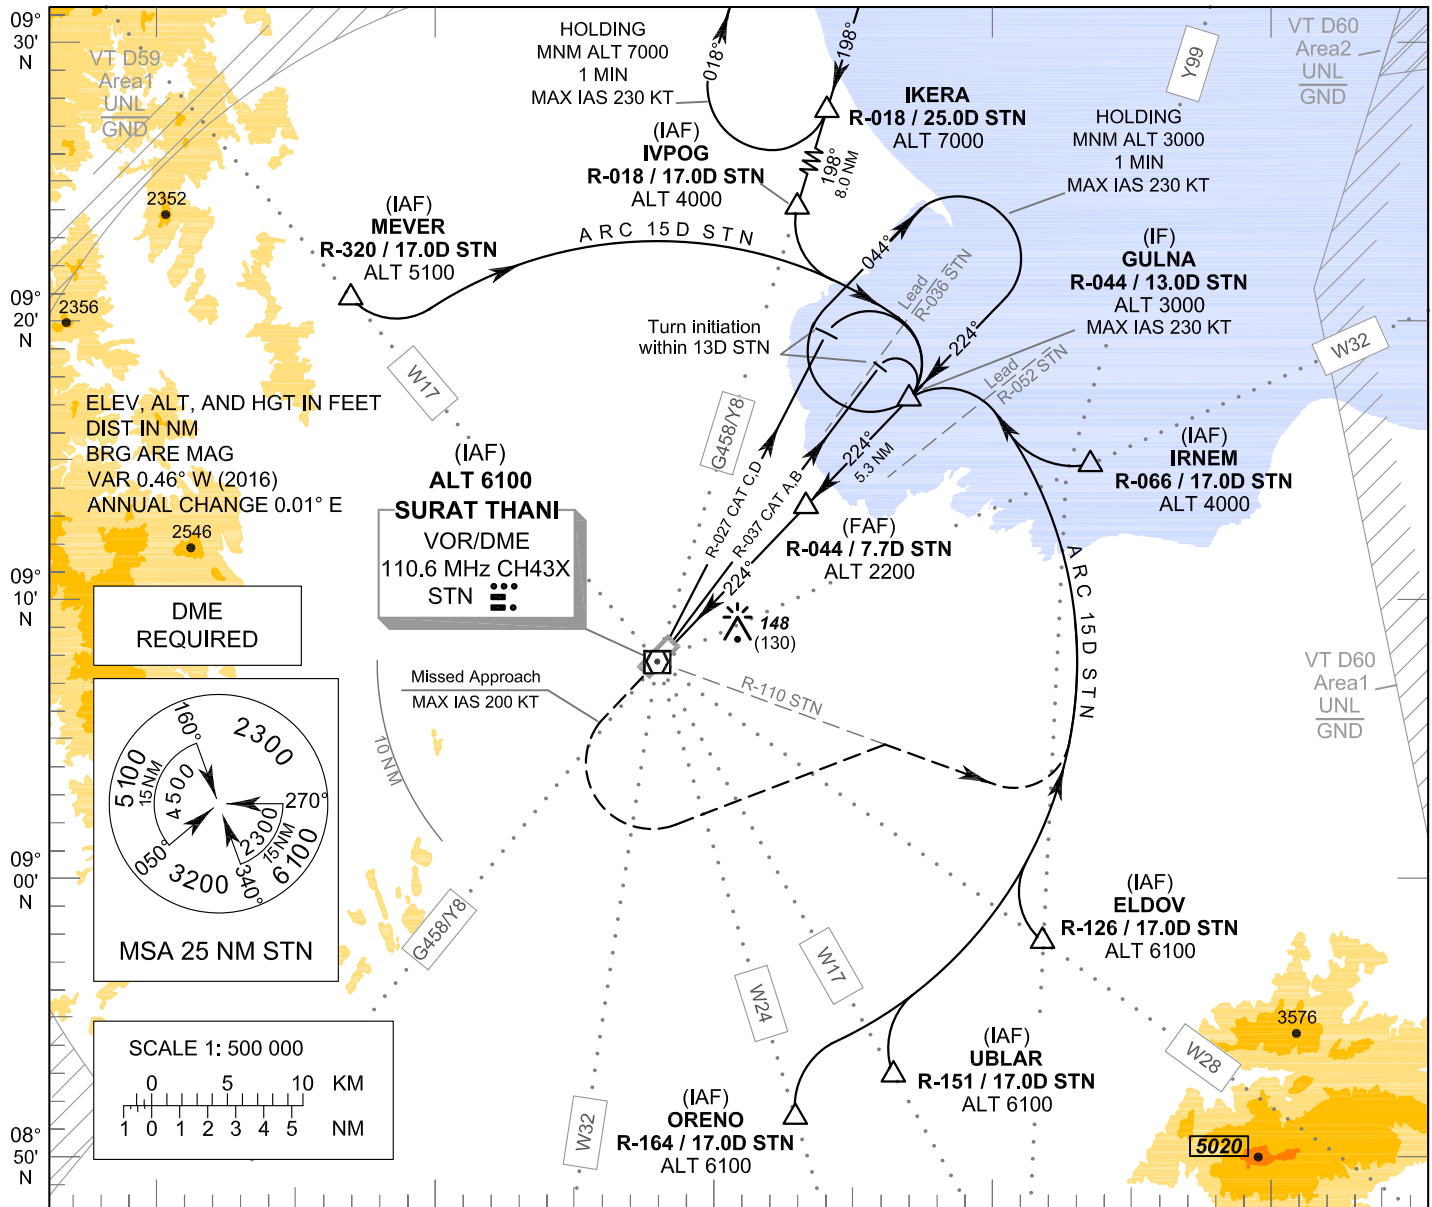 09°
30'
N
VT D59
Area1
UNL
GND
HOLDING
MNM ALT 7000
1 MIN
MAX IAS 230 KT
018°
198°
IKERA
R-018 / 25.0D STN
ALT 7000
Y99
VT D60
Area2
UNL
GND
HOLDING
MNM ALT 3000
1 MIN
MAX IAS 230 KT
(IAF)
IVPOG
R-018 / 17.0D STN
ALT 4000
198°
8.0 NM
2352
(IAF)
MEVER
R-320 / 17.0D STN
ALT 5100
ARC 15D STN
044°
Lead
R-036 STN
(IF)
GULNA
R-044 / 13.0D STN
ALT 3000
MAX IAS 230 KT
09°
20'
N
2356
Turn initiation
within 13D STN
224°
Lead
R-052 STN
W32
W17
G458/Y8
ELEV, ALT, AND HGT IN FEET
DIST IN NM
BRG ARE MAG
VAR 0.46° W (2016)
ANNUAL CHANGE 0.01° E
2546
(IAF)
ALT 6100
SURAT THANI
VOR/DME
110.6 MHz CH43X
STN
R-027 CAT C,D
R-037 CAT A,B
224°
5.3 NM
224°
(FAF)
R-044 / 7.7D STN
ALT 2200
(IAF)
IRNEM
R-066 / 17.0D STN
ALT 4000
09°
10'
N
DME
REQUIRED
148
(130)
ARC 15D STN
Missed Approach
MAX IAS 200 KT
R-110 STN
VT D60
Area1
UNL
GND
10 NM
160°
2300
5100
15 NM
4500
270°
2300
15 NM
6100
050°
3200
340°
MSA 25 NM STN
09°
00'
N
G458/Y8
W17
W24
W32
(IAF)
ELDOV
R-126 / 17.0D STN
ALT 6100
W28
3576
(IAF)
UBLAR
R-151 / 17.0D STN
ALT 6100
(IAF)
ORENO
R-164 / 17.0D STN
ALT 6100
5020
SCALE 1: 500 000
0 5 10 KM
1 0 1 2 3 4 5 NM
08°
50'
N